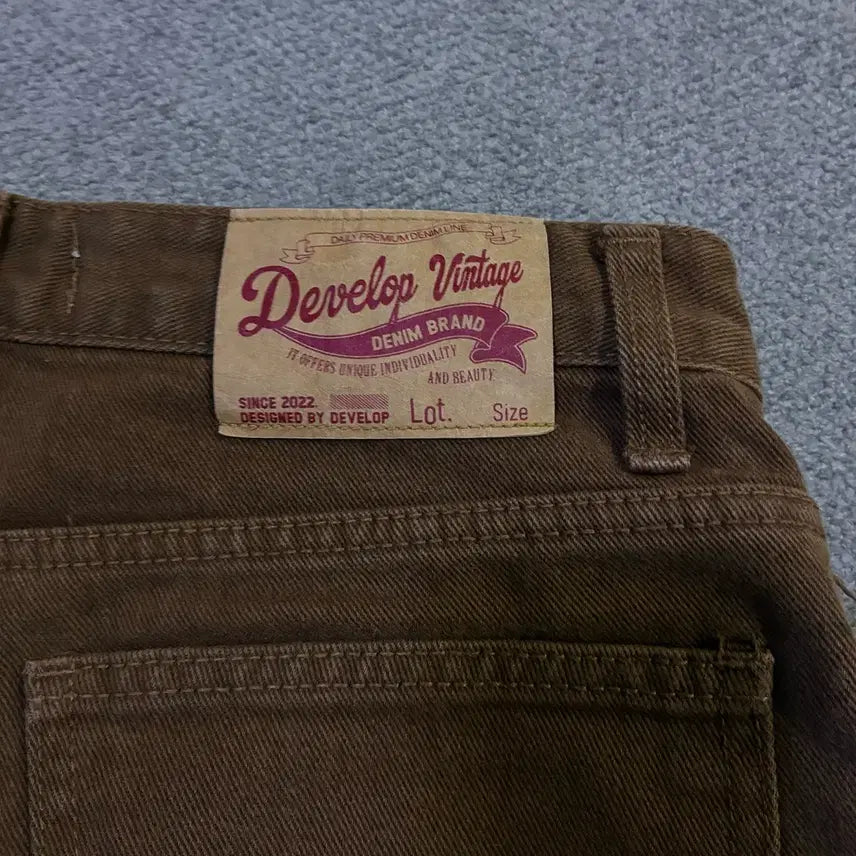 DAILY PREMIUM DENIM LINE
Develop Vintage
DENIM BRAND
IT OFFERS UNIQUE INDIVIDUALITY
AND BEAUTY
SINCE 2022.
DESIGNED BY DEVELOP
Lot.
Size